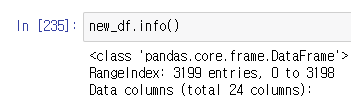 In [235]: new_df.info()
<class 'pandas.core.frame.DataFrame'>
RangeIndex: 3199 entries, 0 to 3198
Data columns (total 24 columns):